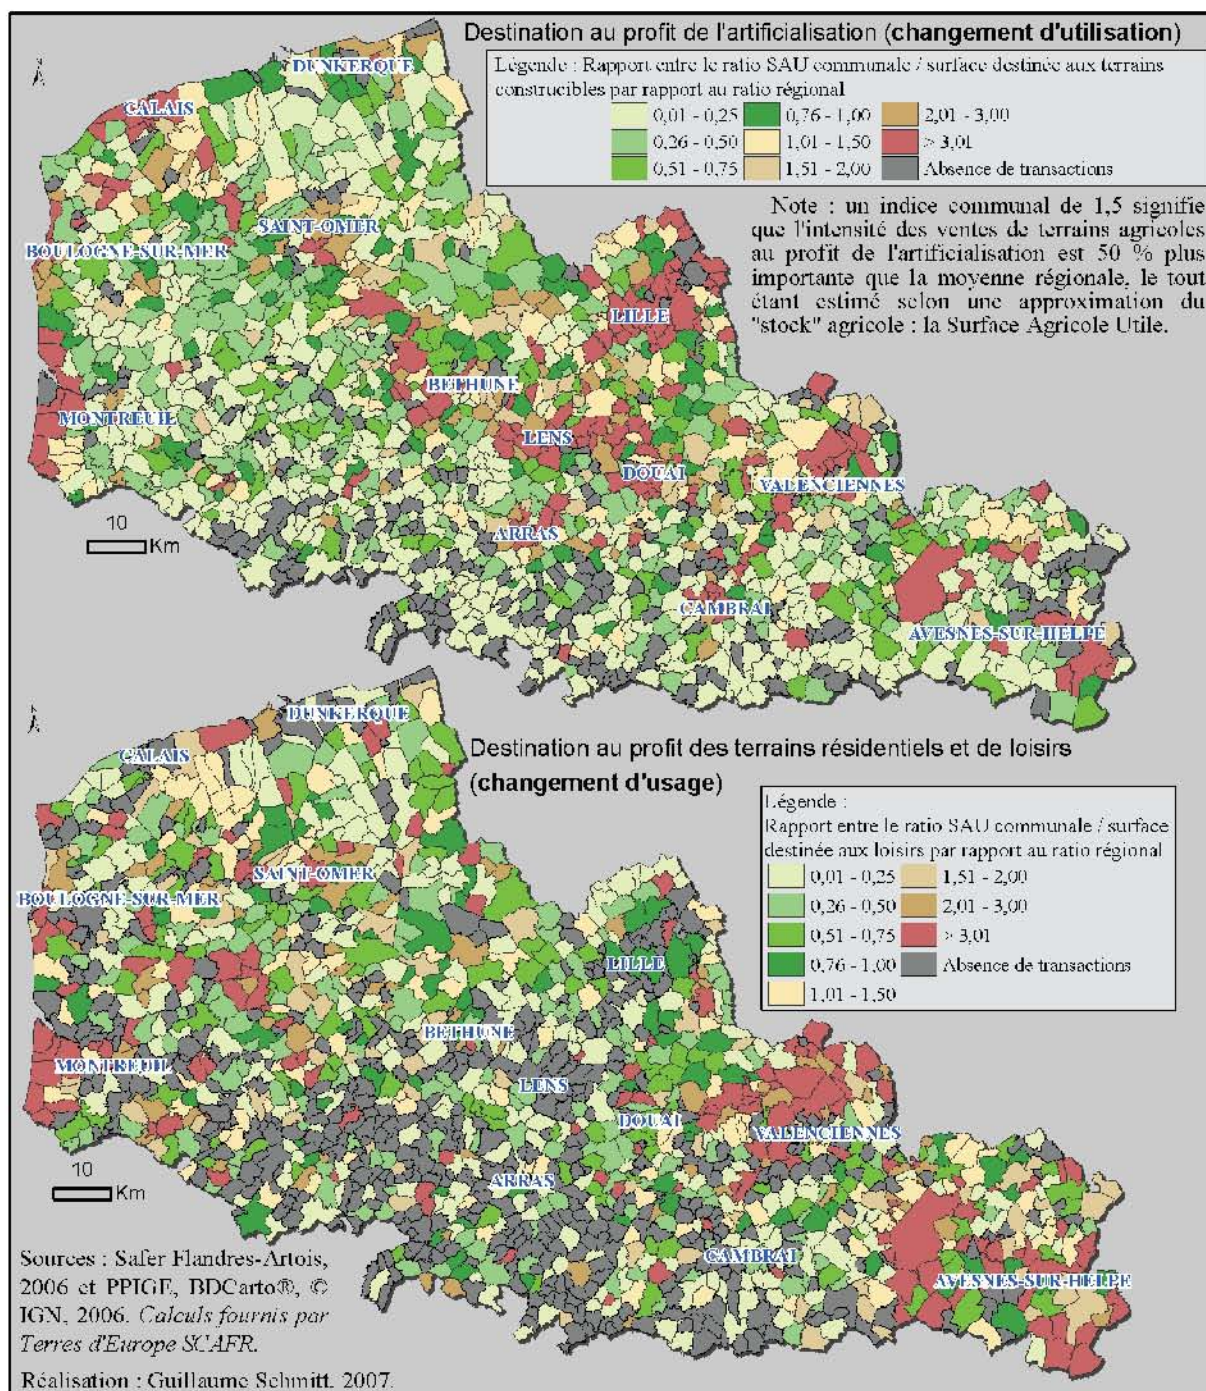 Destination au profit de l'artificialisation (changement d'utilisation)
Légende : Rapport entre le ratio SAU communale / surface destinée aux terrains
construcibles par rapport au ratio régional
0,01 - 0,25
0,76 - 1,00
2,01 - 3,00
0,26 - 0,50
1,01 - 1,50
> 3,01
0,51 - 0,75
1,51 - 2,00
Absence de transactions
Note : un indice communal de 1,5 signifie
que l'intensité des ventes de terrains agricoles
au profit de l'artificialisation est 50 % plus
importante que la moyenne régionale, le tout
étant estimé selon une approximation du
"stock" agricole : la Surface Agricole Utile.
DUNKERQUE
CALAIS
SAINT-OMER
BOULOGNE-SUR-MER
LILLE
BETHUNE
MONTREUIL
LENS
DOUAI
VALENCIENNES
ARRAS
CAMBRAI
AVESNES-SUR-HELPE
10
Km
Destination au profit des terrains résidentiels et de loisirs
(changement d'usage)
Légende :
Rapport entre le ratio SAU communale / surface
destinée aux loisirs par rapport au ratio régional
0,01 - 0,25
1,51 - 2,00
0,26 - 0,50
2,01 - 3,00
0,51 - 0,75
> 3,01
0,76 - 1,00
Absence de transactions
1,01 - 1,50
DUNKERQUE
CALAIS
SAINT-OMER
BOULOGNE-SUR-MER
LILLE
BETHUNE
MONTREUIL
LENS
DOUAI
VALENCIENNES
ARRAS
CAMBRAI
AVESNES-SUR-HELPE
10
Km
Sources : Safer Flandres-Artois,
2006 et PPIGE, BDCarto®, ©
IGN, 2006. Calculs fournis par
Terres d'Europe SCAFR.
Réalisation : Guillaume Schmitt. 2007.